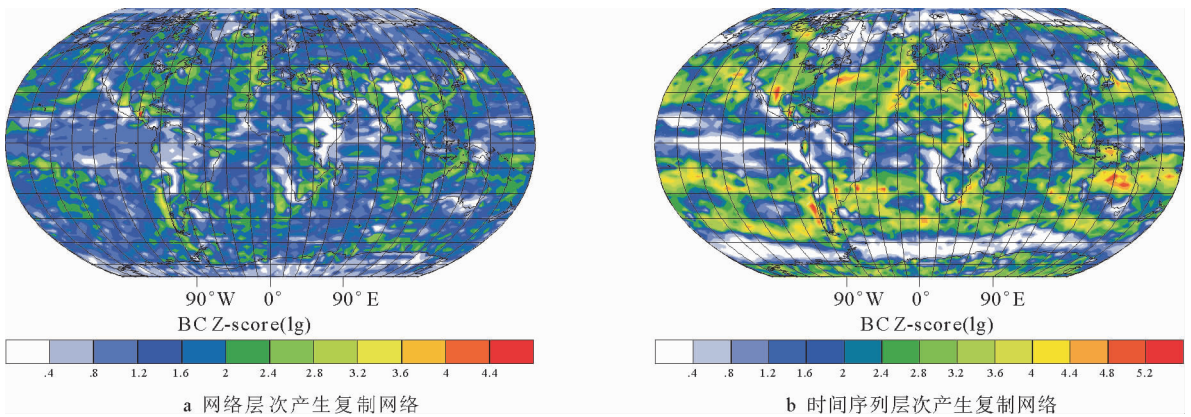 90°W 0° 90°E
BC Z-score(lg)
.4 .8 1.2 1.6 2 2.4 2.8 3.2 3.6 4 4.4
a 网络层次产生复制网络
90°W 0° 90°E
BC Z-score(lg)
.4 .8 1.2 1.6 2 2.4 2.8 3.2 3.6 4 4.4 4.8 5.2
b 时间序列层次产生复制网络